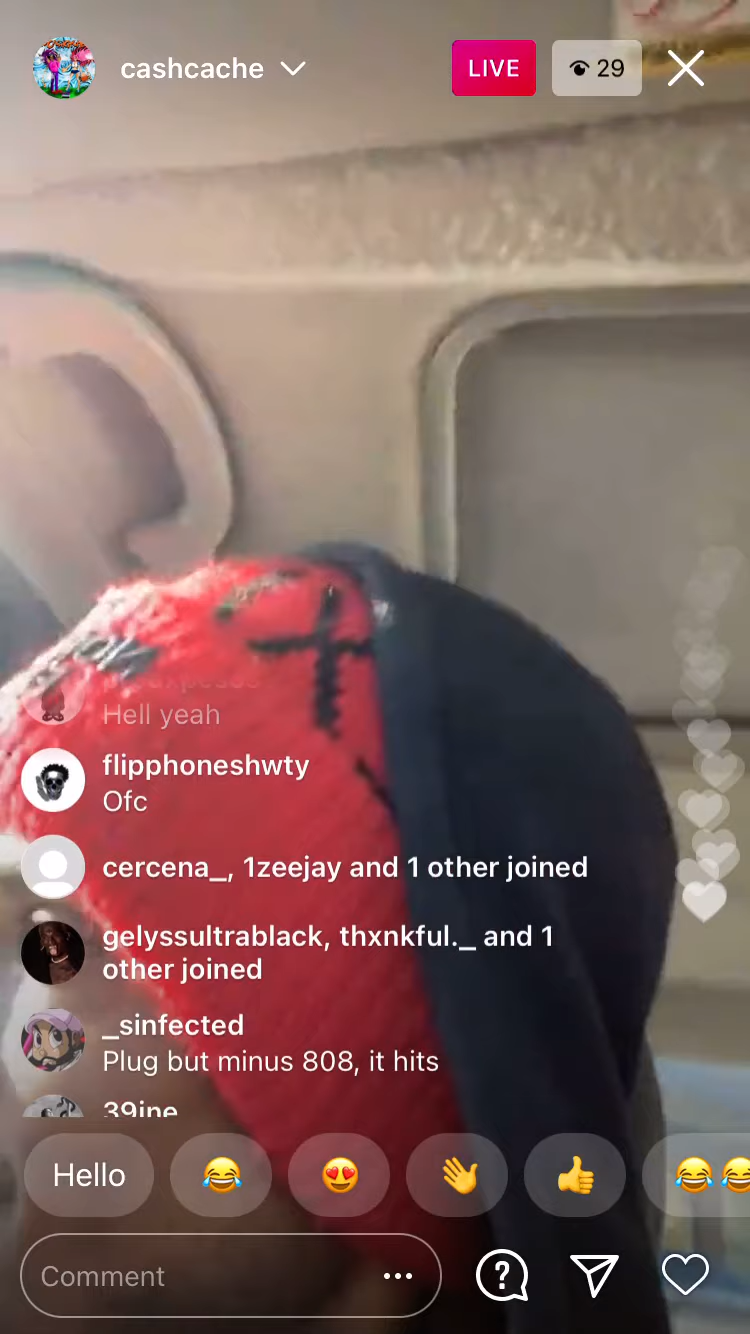 cashcache
LIVE
29
Hell yeah
flipphoneshwty
Ofc
cercena_, 1zeejay and 1 other joined
gelyssultrablack, thxnkful._ and 1
other joined
_sinfected
Plug but minus 808, it hits
39ine
Hello
Comment